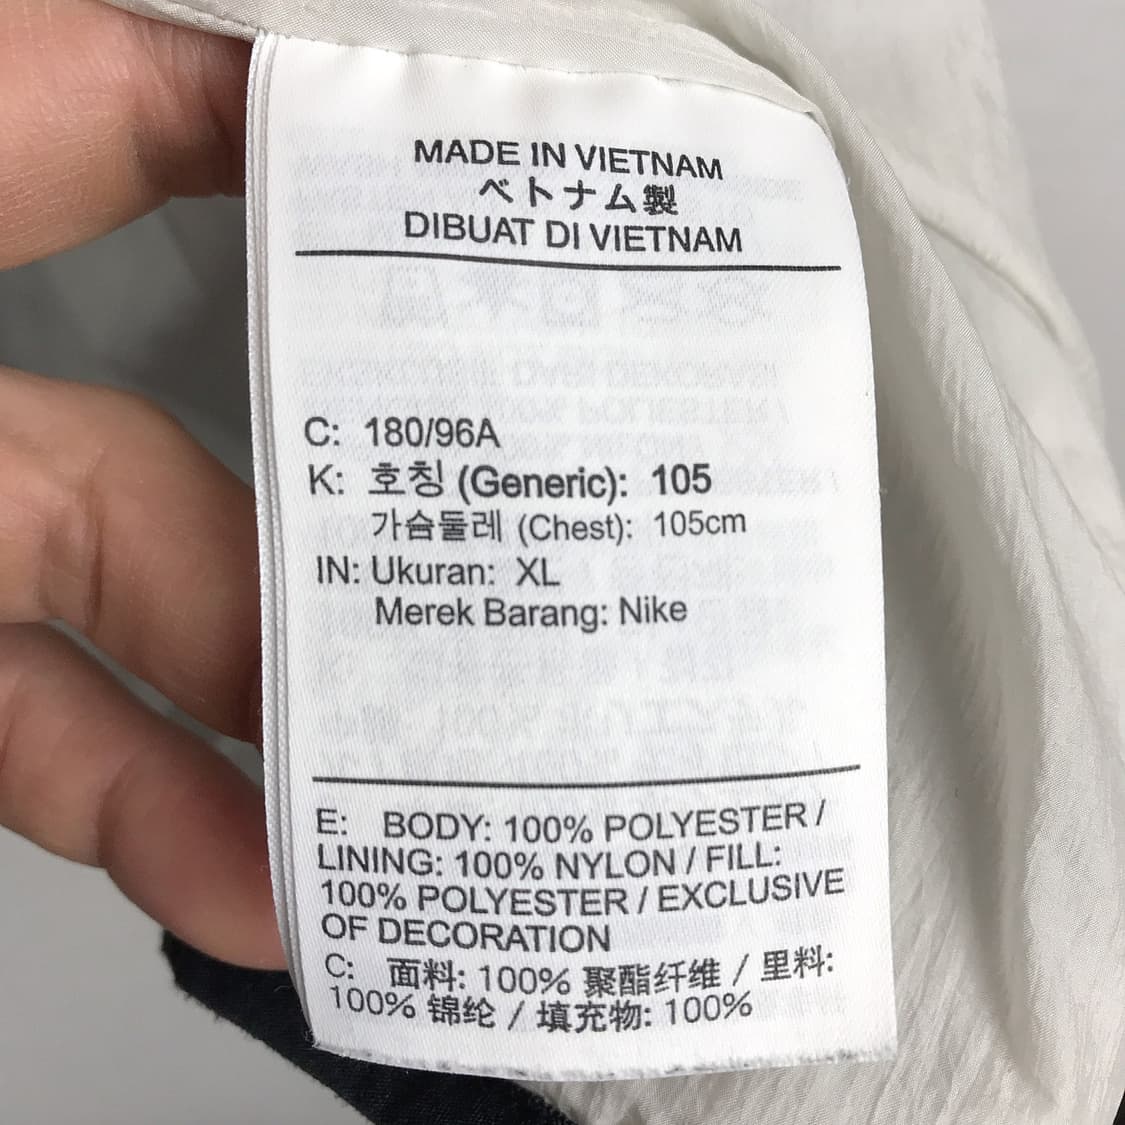 MADE IN VIETNAM
ベトナム製
DIBUAT DI VIETNAM
C: 180/96A
K: 호칭 (Generic): 105
가슴둘레 (Chest): 105cm
IN: Ukuran: XL
Merek Barang: Nike
E: BODY: 100% POLYESTER /
LINING: 100% NYLON / FILL:
100% POLYESTER / EXCLUSIVE
OF DECORATION
C: 面料: 100% 聚酯纤维 / 里料:
100% 锦纶 / 填充物: 100%